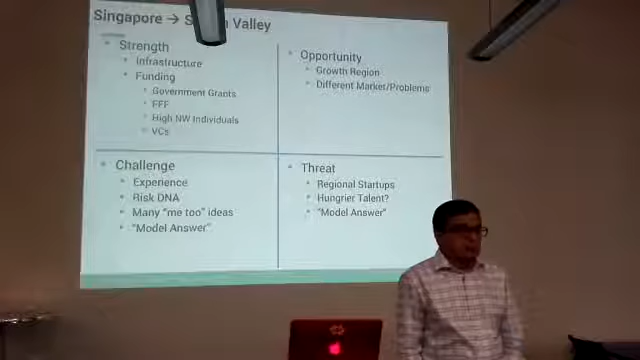 Singapore → S n Valley
Strength
Infrastructure
Funding
Government Grants
FFF
High NW Individuals
VCs
Opportunity
Growth Region
Different Market/Problems
Challenge
Experience
Risk DNA
Many "me too" ideas
"Model Answer"
Threat
Regional Startups
Hungrier Talent?
"Model Answer"